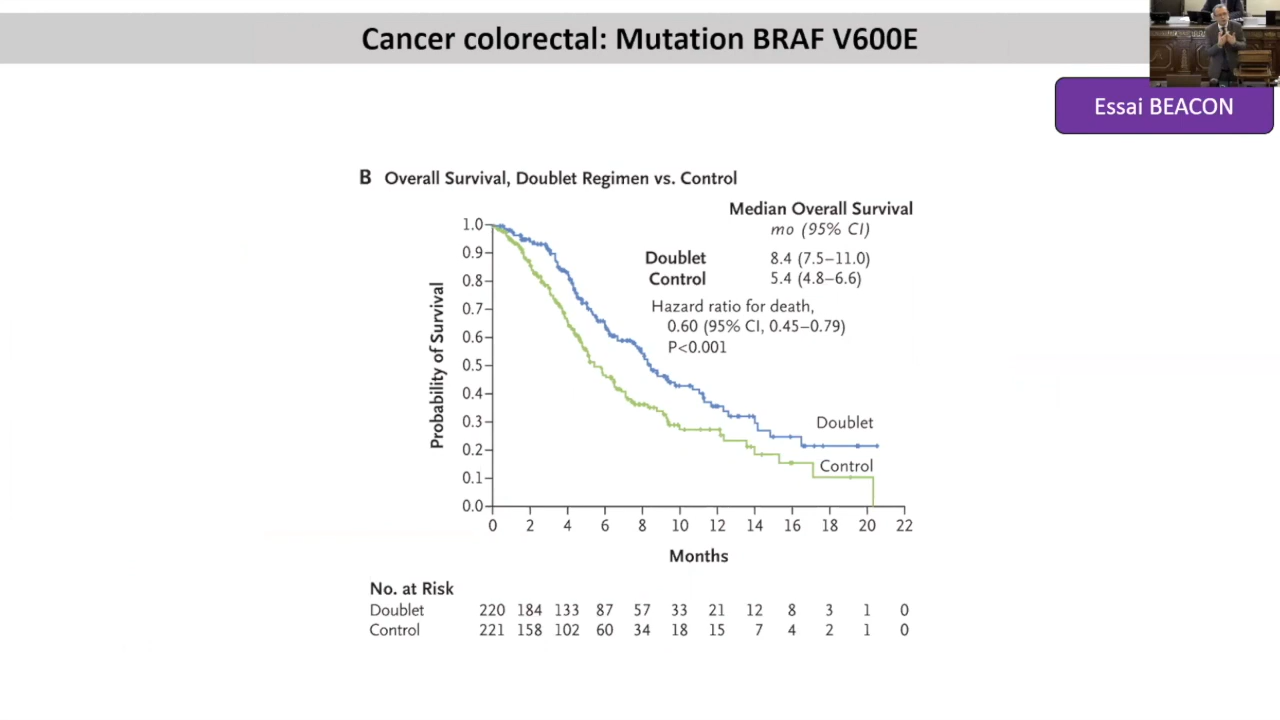 Cancer colorectal: Mutation BRAF V600E
Essai BEACON
B Overall Survival, Doublet Regimen vs. Control
Median Overall Survival
mo (95% CI)
Doublet 8.4 (7.5–11.0)
Control 5.4 (4.8–6.6)
Hazard ratio for death,
0.60 (95% CI, 0.45–0.79)
P<0.001
Probability of Survival
1.0
0.9
0.8
0.7
0.6
0.5
0.4
0.3
0.2
0.1
0.0
Doublet
Control
0 2 4 6 8 10 12 14 16 18 20 22
Months
No. at Risk
Doublet 220 184 133 87 57 33 21 12 8 3 1 0
Control 221 158 102 60 34 18 15 7 4 2 1 0